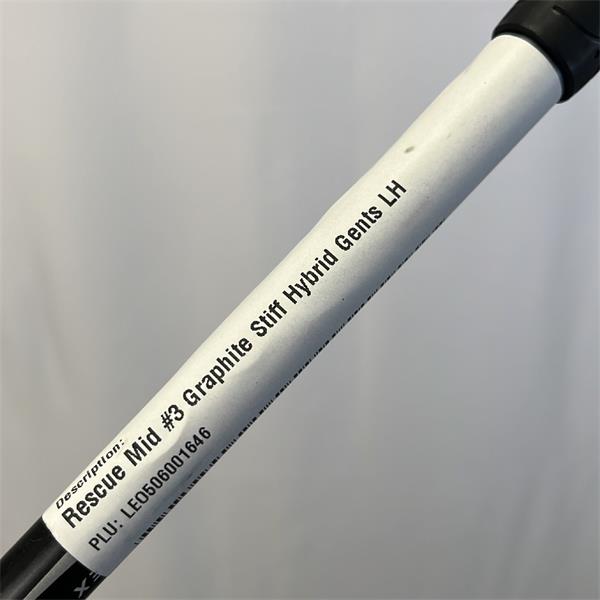 Description:
Rescue Mid #3 Graphite Stiff Hybrid Gents LH
PLU: LEO506001646